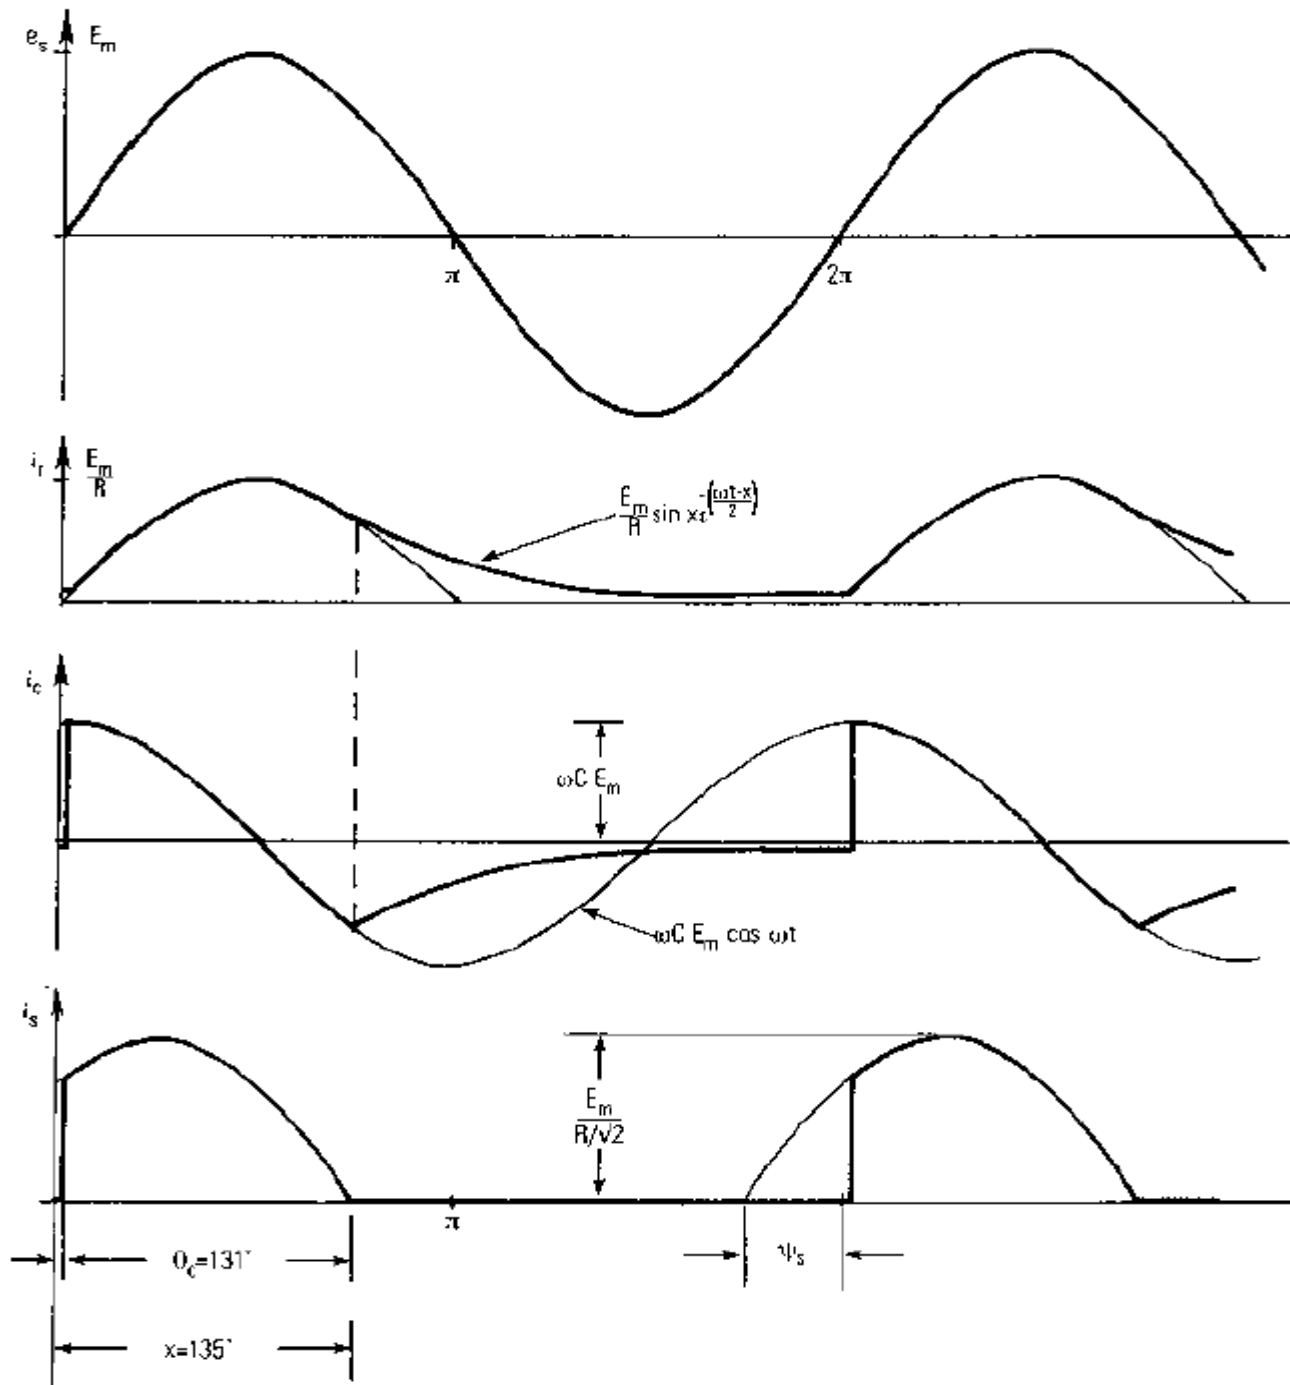 e_s E_m
π
2π
i_r E_m/R
E_m/R sin xε^-((ωt-x)/2)
i_c
ωC E_m
ωC E_m cos ωt
i_s
E_m
R/√2
π
θ_c=131°
ψ_s
x=135°